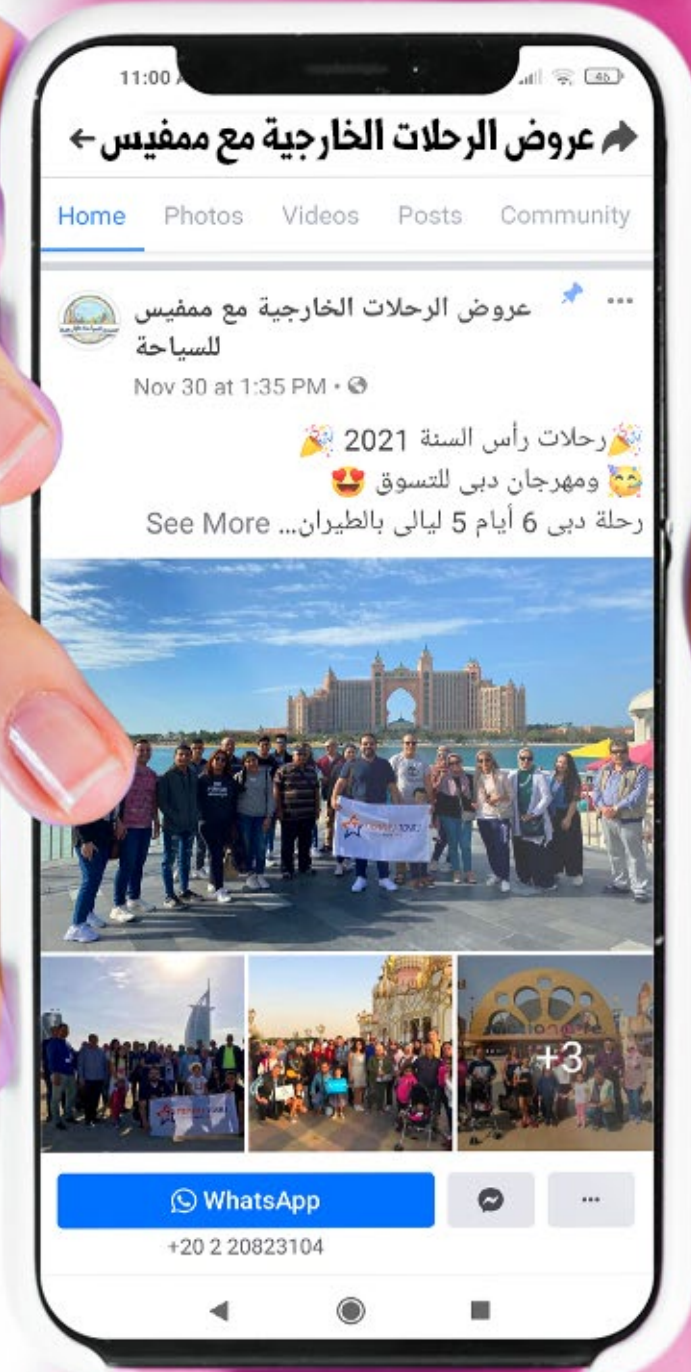 11:00
46
عروض الرحلات الخارجية مع ممفيس
Home Photos Videos Posts Community
عروض الرحلات الخارجية مع ممفيس
للسياحة
Nov 30 at 1:35 PM
رحلات رأس السنة 2021
ومهرجان دبى للتسوق
رحلة دبى 6 أيام 5 ليالى بالطيران... See More
+3
WhatsApp
+20 2 20823104